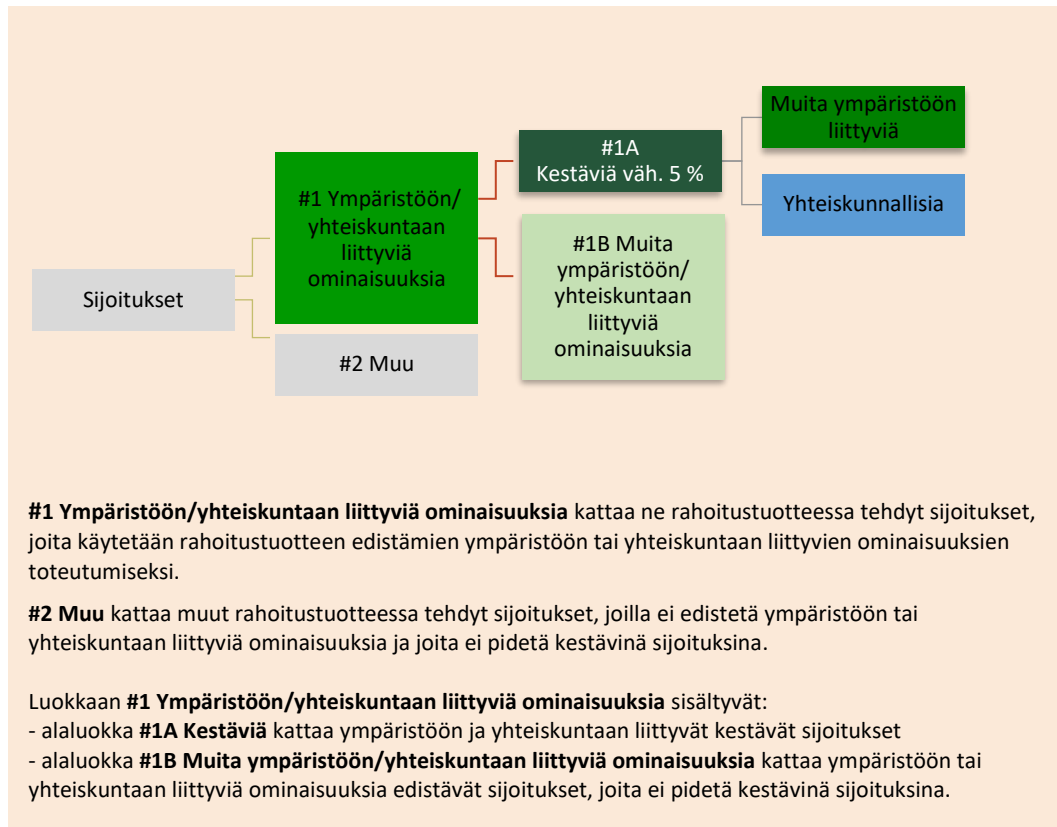 Sijoitukset
#1 Ympäristöön/
yhteiskuntaan
liittyviä
ominaisuuksia
#2 Muu
#1A
Kestäviä väh. 5 %
#1B Muita
ympäristöön/
yhteiskuntaan
liittyviä
ominaisuuksia
Muita ympäristöön
liittyviä
Yhteiskunnallisia
#1 Ympäristöön/yhteiskuntaan liittyviä ominaisuuksia kattaa ne rahoitustuotteessa tehdyt sijoitukset,
joita käytetään rahoitustuotteen edistämien ympäristöön tai yhteiskuntaan liittyvien ominaisuuksien
toteutumiseksi.
#2 Muu kattaa muut rahoitustuotteessa tehdyt sijoitukset, joilla ei edistetä ympäristöön tai
yhteiskuntaan liittyviä ominaisuuksia ja joita ei pidetä kestävinä sijoituksina.
Luokkaan #1 Ympäristöön/yhteiskuntaan liittyviä ominaisuuksia sisältyvät:
- alaluokka #1A Kestäviä kattaa ympäristöön ja yhteiskuntaan liittyvät kestävät sijoitukset
- alaluokka #1B Muita ympäristöön/yhteiskuntaan liittyviä ominaisuuksia kattaa ympäristöön tai
yhteiskuntaan liittyviä ominaisuuksia edistävät sijoitukset, joita ei pidetä kestävinä sijoituksina.